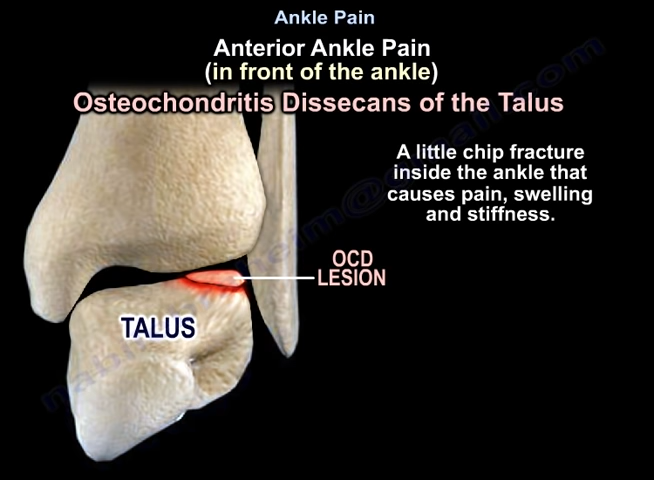 Ankle Pain
Anterior Ankle Pain
(in front of the ankle)
Osteochondritis Dissecans of the Talus
A little chip fracture
inside the ankle that
causes pain, swelling
and stiffness.
OCD
LESION
TALUS